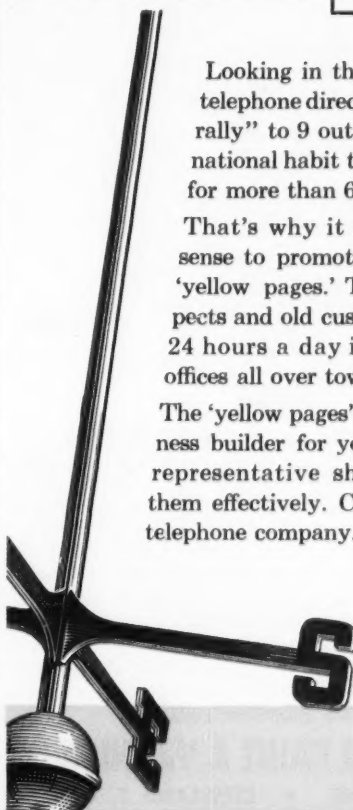 Looking in th
telephone direc
rally" to 9 out
national habit t
for more than 6
That's why it
sense to promot
'yellow pages.' T
pects and old cus
24 hours a day i
offices all over tow
The 'yellow pages'
ness builder for ye
representative sh
them effectively. C
telephone company.
S
E